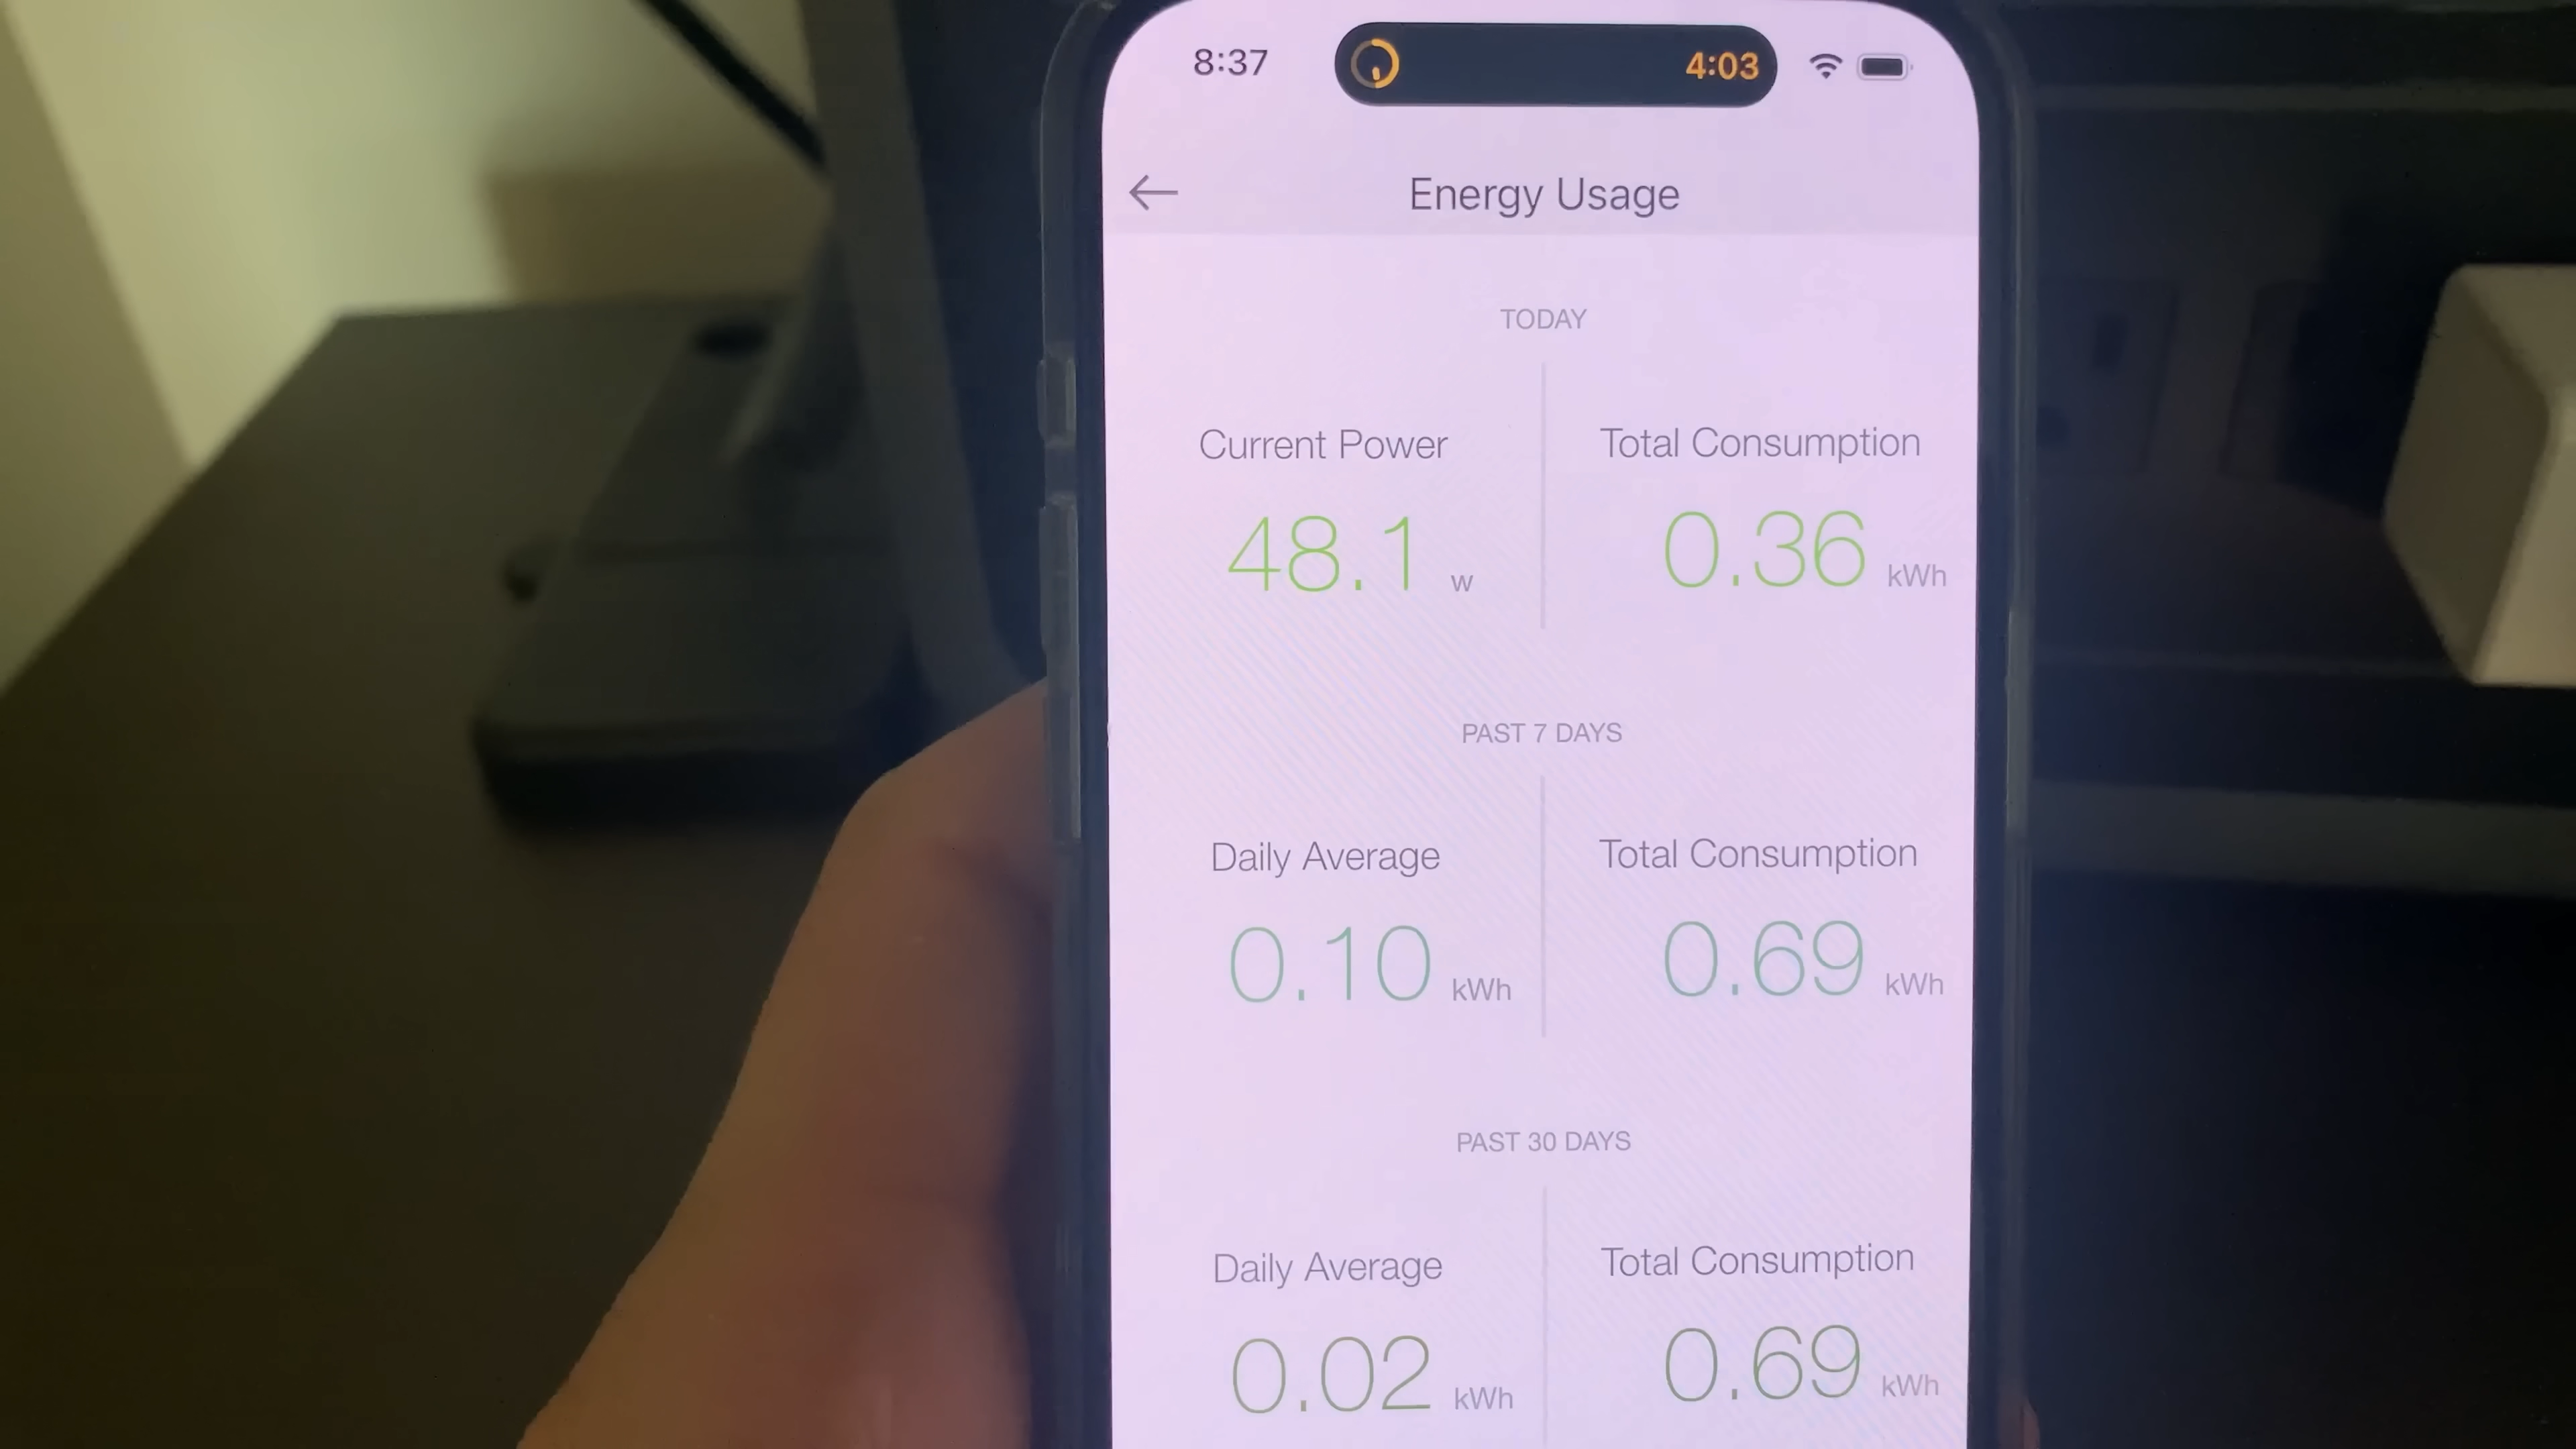 8:37
4:03
Energy Usage
TODAY
Current Power
Total Consumption
48.1 w
0.36 kWh
PAST 7 DAYS
Daily Average
Total Consumption
0.10 kWh
0.69 kWh
PAST 30 DAYS
Daily Average
Total Consumption
0.02 kWh
0.69 kWh